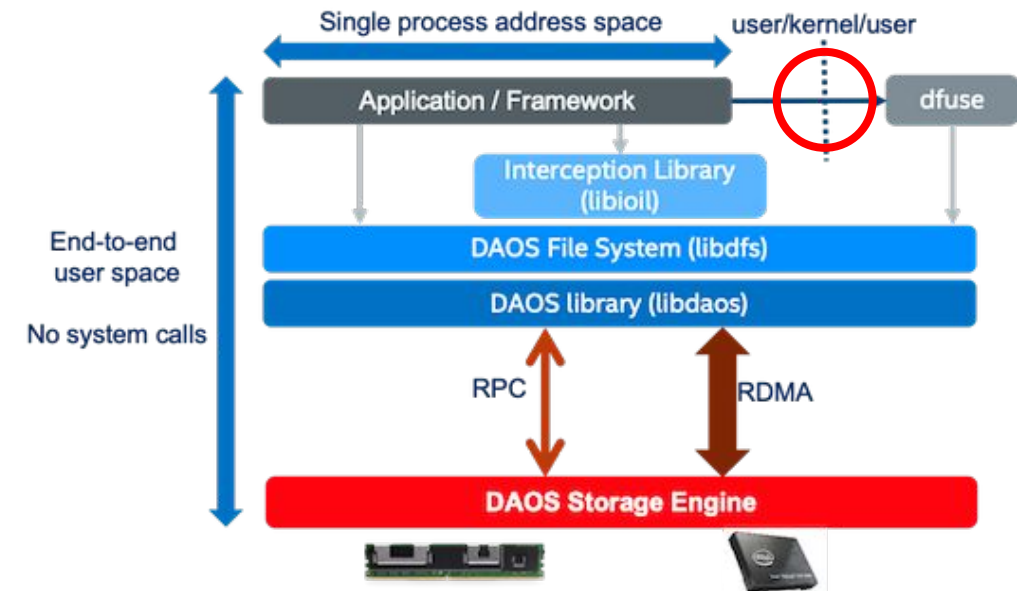 Single process address space
user/kernel/user
Application / Framework
dfuse
Interception Library
(libioil)
End-to-end
user space
No system calls
DAOS File System (libdfs)
DAOS library (libdaos)
RPC
RDMA
DAOS Storage Engine